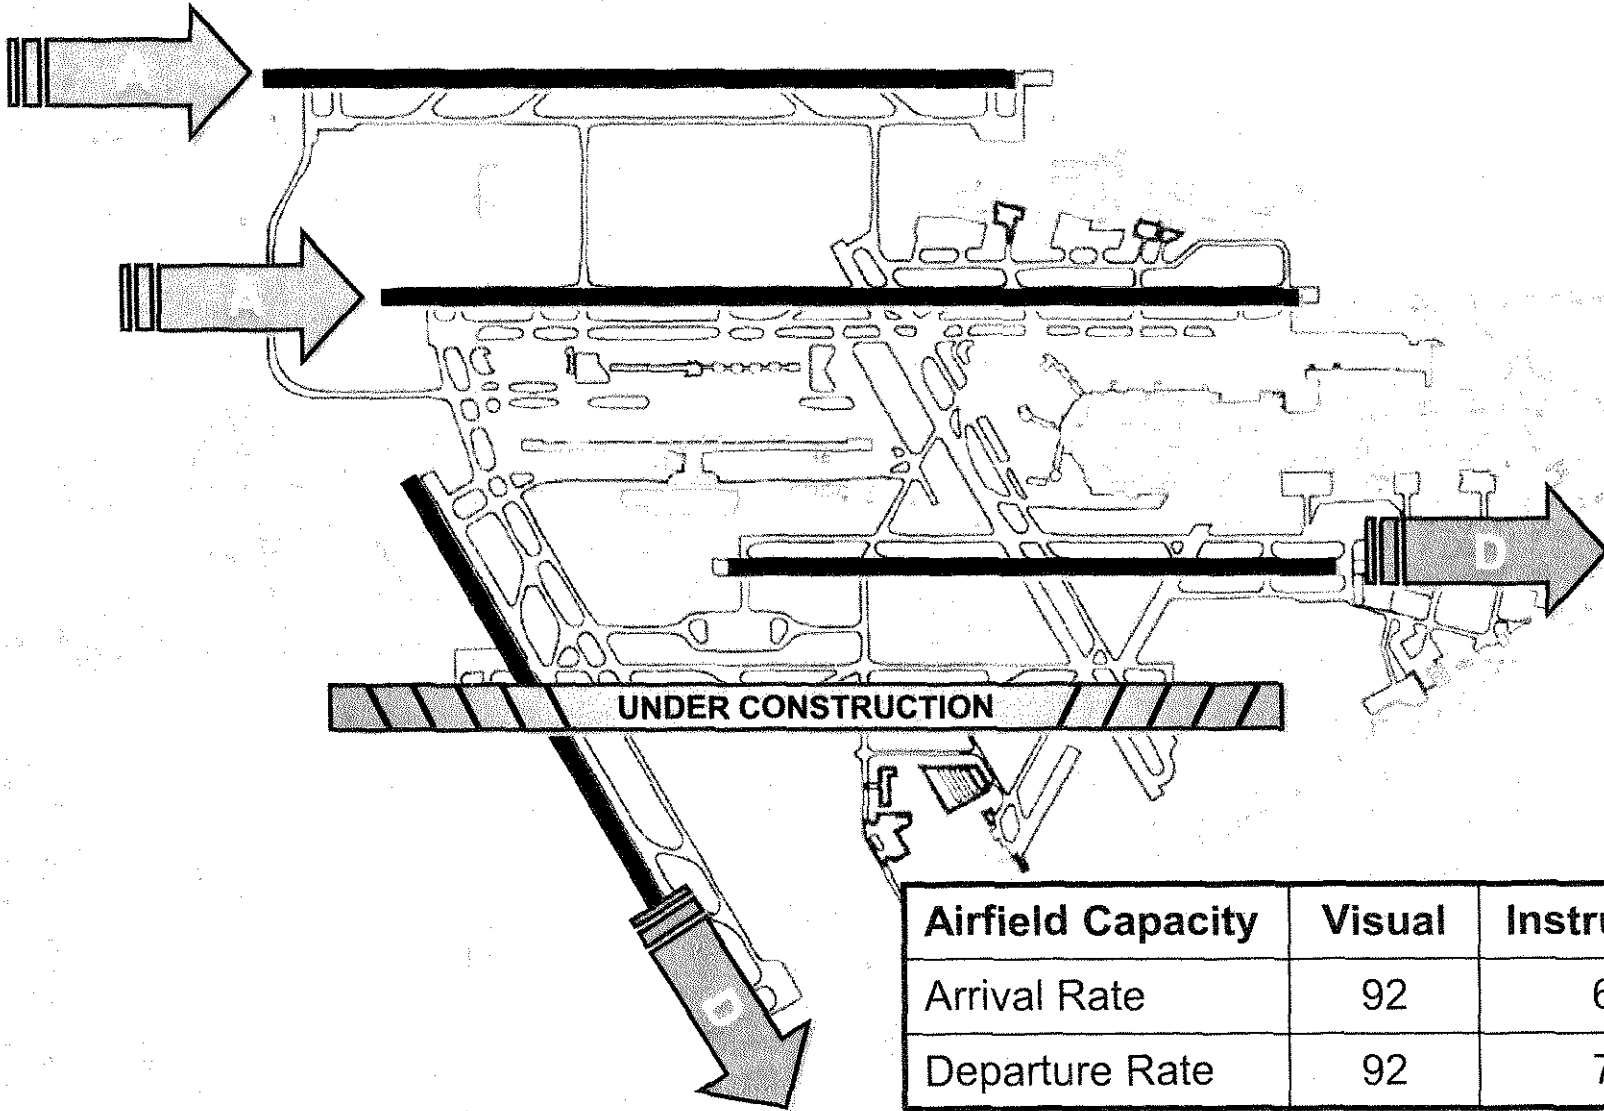 A
A
D
UNDER CONSTRUCTION
D
Airfield Capacity Visual
Arrival Rate 92
Departure Rate 92